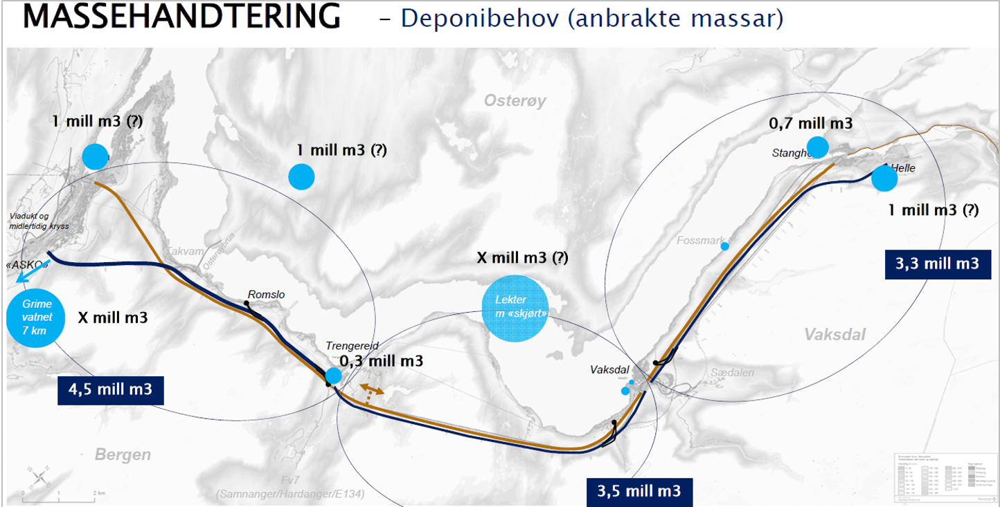 MASSEHANDTERING – Deponibehov (anbrakte massar)
Osterøy
1 mill m3 (?)
1 mill m3 (?)
0,7 mill m3
Stangh
Helle
1 mill m3 (?)
Viadukt og
midlertidig kryss
Takvam
Osterøybrua
Fossmark
«ASKO»
X mill m3 (?)
3,3 mill m3
Romslo
Lekter
m «skjørt»
Grime
vatnet
7 km
X mill m3
Vaksdal
Trengereid
0,3 mill m3
Vaksdal
Sædalen
4,5 mill m3
Bergen
Fv7
(Samnanger/Hardanger/E134)
3,5 mill m3
0 1 2 km